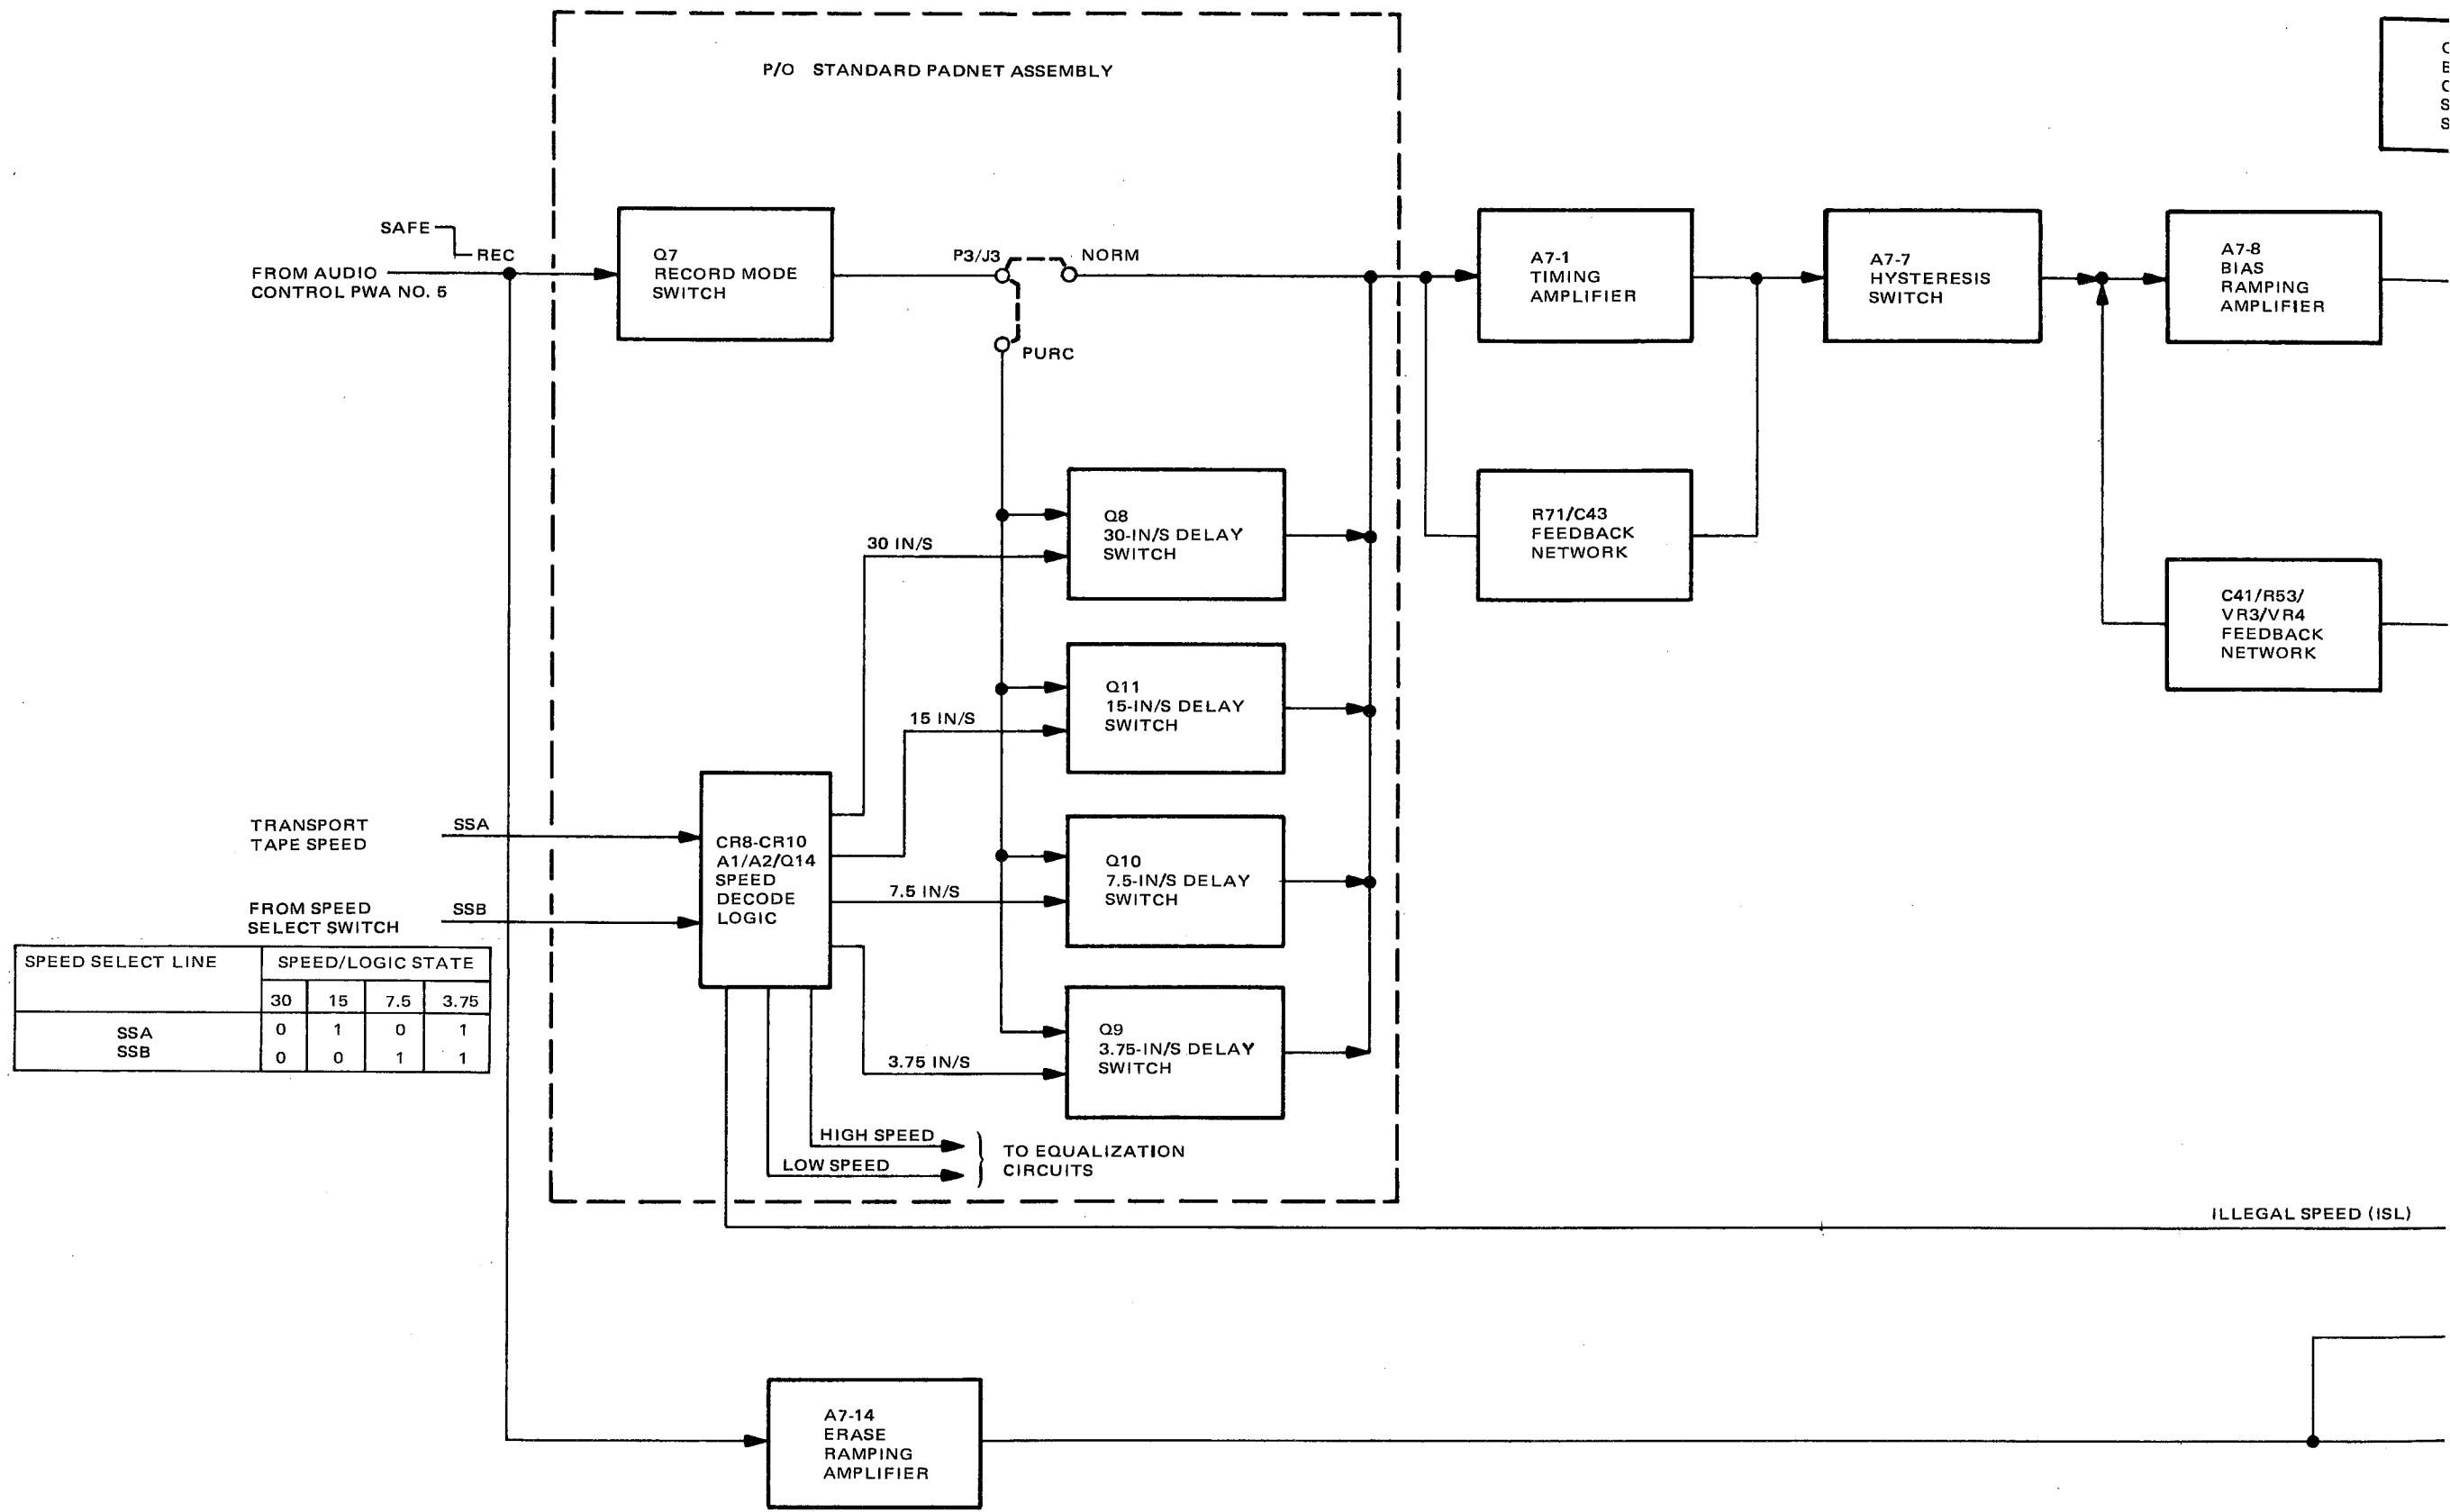 P/O STANDARD PADNET ASSEMBLY
SAFE
REC
FROM AUDIO
CONTROL PWA NO. 5
Q7
RECORD MODE
SWITCH
P3/J3
NORM
PURC
A7-1
TIMING
AMPLIFIER
A7-7
HYSTERESIS
SWITCH
A7-8
BIAS
RAMPING
AMPLIFIER
Q8
30-IN/S DELAY
SWITCH
30 IN/S
R71/C43
FEEDBACK
NETWORK
C41/R53/
VR3/VR4
FEEDBACK
NETWORK
Q11
15-IN/S DELAY
SWITCH
15 IN/S
TRANSPORT
TAPE SPEED
SSA
FROM SPEED
SELECT SWITCH
SSB
CR8-CR10
A1/A2/Q14
SPEED
DECODE
LOGIC
7.5 IN/S
Q10
7.5-IN/S DELAY
SWITCH
SPEED SELECT LINE SPEED/LOGIC STATE
30 15 7.5 3.75
SSA 0 1 0 1
SSB 0 0 1 1
3.75 IN/S
Q9
3.75-IN/S DELAY
SWITCH
HIGH SPEED
LOW SPEED
TO EQUALIZATION
CIRCUITS
ILLEGAL SPEED (ISL)
A7-14
ERASE
RAMPING
AMPLIFIER